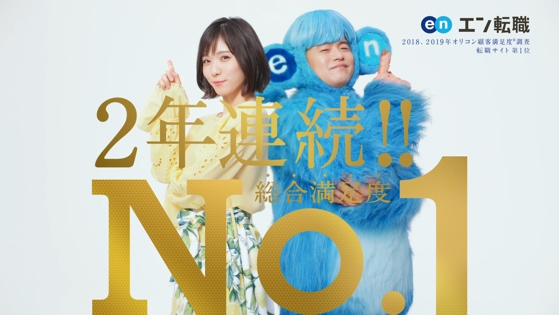 en エン転職
2018、2019年オリコン顧客満足度®調査
転職サイト 第1位
en
2年連続!!
総合満足度
No.1